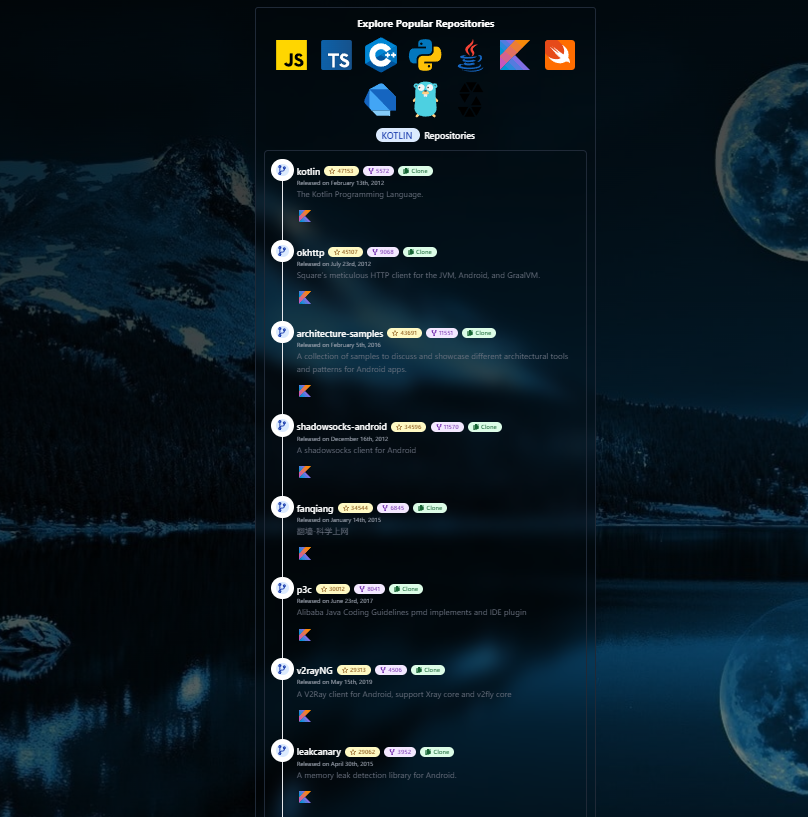 Explore Popular Repositories
JS TS C++
KOTLIN Repositories
kotlin 47153 5572 Clone
Released on February 13th, 2012
The Kotlin Programming Language.
okhttp 45107 9068 Clone
Released on July 23rd, 2012
Square's meticulous HTTP client for the JVM, Android, and GraalVM.
architecture-samples 43691 11551 Clone
Released on February 5th, 2016
A collection of samples to discuss and showcase different architectural tools
and patterns for Android apps.
shadowsocks-android 34596 11570 Clone
Released on December 16th, 2012
A shadowsocks client for Android
fanqiang 34544 6845 Clone
Released on January 14th, 2015
翻墙-科学上网
p3c 30012 8041 Clone
Released on June 23rd, 2017
Alibaba Java Coding Guidelines pmd implements and IDE plugin
v2rayNG 29313 4506 Clone
Released on May 15th, 2019
A V2Ray client for Android, support Xray core and v2fly core
leakcanary 29062 3952 Clone
Released on April 30th, 2015
A memory leak detection library for Android.